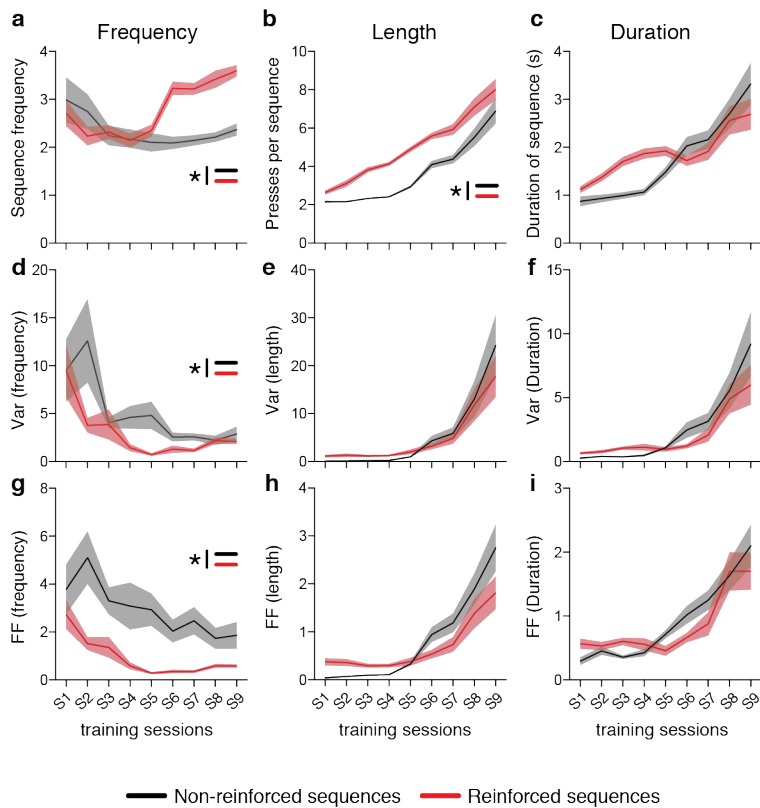 a Frequency b Length c Duration
Sequence frequency
4
3
2
1
0
*
Presses per sequence
10
8
6
4
2
0
*
Duration of sequence (s)
4
3
2
1
0
d
Var (frequency)
20
15
10
5
0
*
e
Var (length)
40
30
20
10
0
f
Var (Duration)
15
10
5
0
g
FF (frequency)
8
6
4
2
0
*
S1 S2 S3 S4 S5 S6 S7 S8 S9
training sessions
h
FF (length)
4
3
2
1
0
S1 S2 S3 S4 S5 S6 S7 S8 S9
training sessions
i
FF (Duration)
3
2
1
0
S1 S2 S3 S4 S5 S6 S7 S8 S9
training sessions
Non-reinforced sequences Reinforced sequences